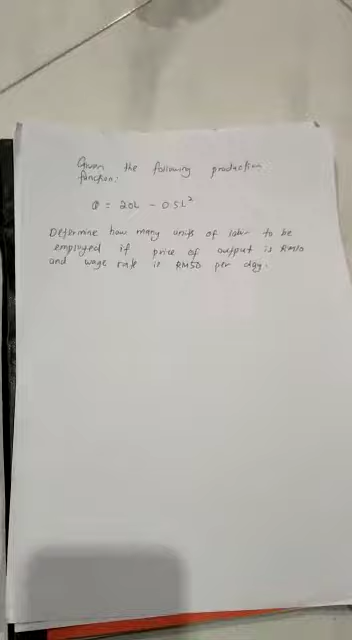 Given the following production
function:
Q = 20L - 0.5L²
Determine how many units of labor to be
employed if price of output is RM10
and wage rate is RM50 per day.